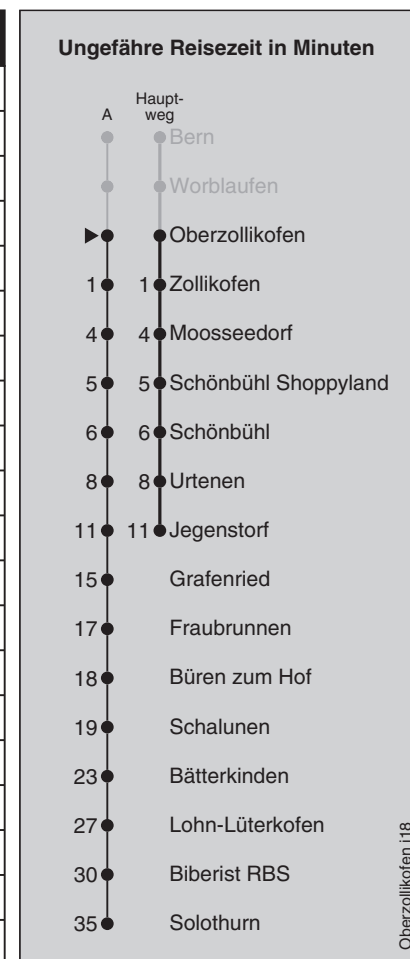 Ungefähre Reisezeit in Minuten
A Haupt-
weg
Bern
Worblaufen
Oberzollikofen
1 1 Zollikofen
4 4 Moosseedorf
5 5 Schönbühl Shoppyland
6 6 Schönbühl
8 8 Urtenen
11 11 Jegenstorf
15 Grafenried
17 Fraubrunnen
18 Büren zum Hof
19 Schalunen
23 Bätterkinden
27 Lohn-Lüterkofen
30 Biberist RBS
35 Solothurn
Oberzollikofen j18